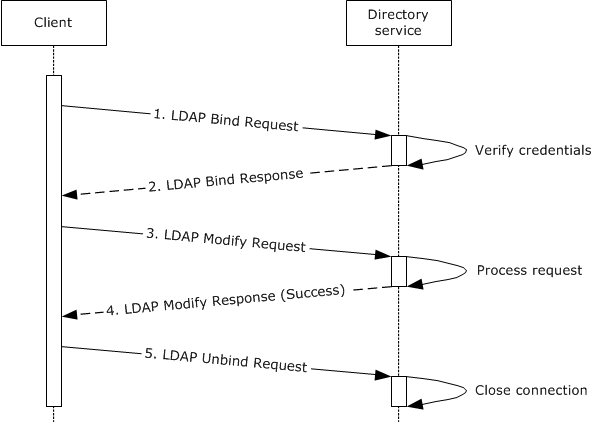 Client
Directory
service
1. LDAP Bind Request
Verify credentials
2. LDAP Bind Response
3. LDAP Modify Request
Process request
4. LDAP Modify Response (Success)
5. LDAP Unbind Request
Close connection